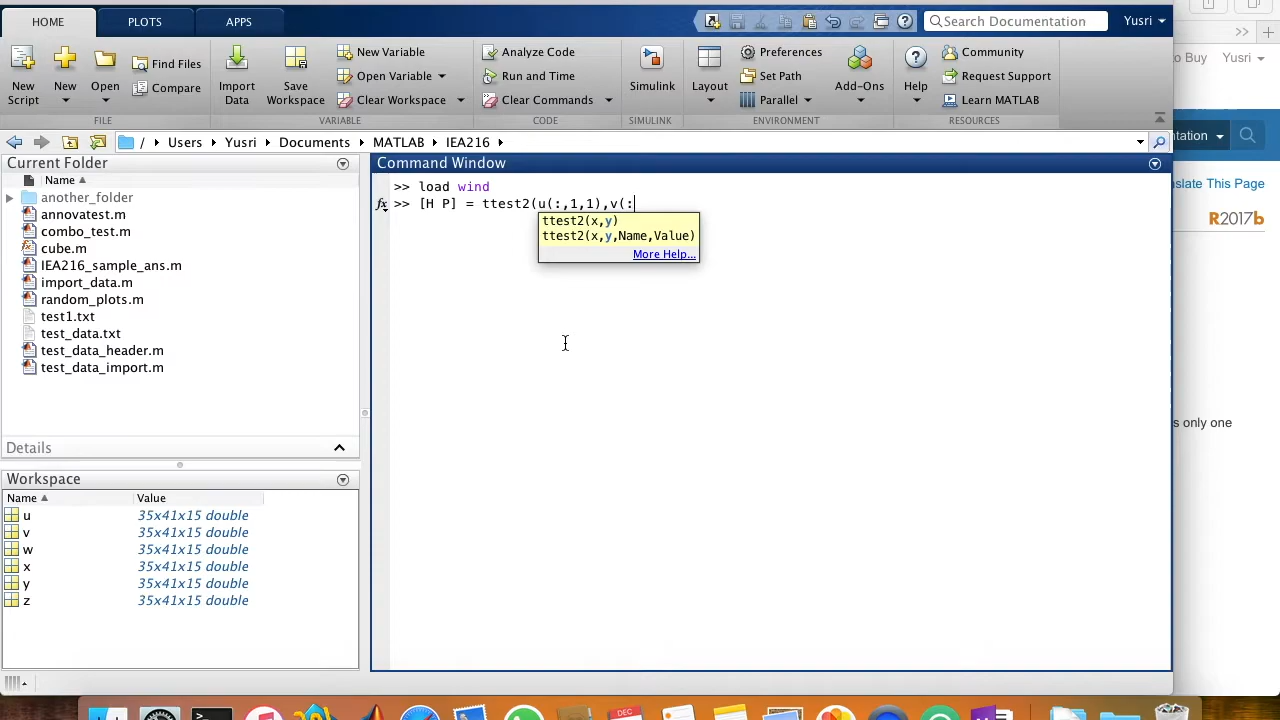 HOME
PLOTS
APPS
Search Documentation
Yusri
New Script
New
Open
Find Files
Compare
FILE
Import Data
Save Workspace
New Variable
Open Variable
Clear Workspace
VARIABLE
Analyze Code
Run and Time
Clear Commands
CODE
Simulink
SIMULINK
Layout
Preferences
Set Path
Parallel
Add-Ons
ENVIRONMENT
Help
Community
Request Support
Learn MATLAB
RESOURCES
to Buy
Yusri
/ Users Yusri Documents MATLAB IEA216
ntation
slate This Page
R2017b
s only one
Current Folder
Name
another_folder
annovatest.m
combo_test.m
cube.m
IEA216_sample_ans.m
import_data.m
random_plots.m
test1.txt
test_data.txt
test_data_header.m
test_data_import.m
Details
Workspace
Name Value
u 35x41x15 double
v 35x41x15 double
w 35x41x15 double
x 35x41x15 double
y 35x41x15 double
z 35x41x15 double
Command Window
>> load wind
fx >> [H P] = ttest2(u(:,1,1),v(:
ttest2(x,y)
ttest2(x,y,Name,Value)
More Help...
DEC